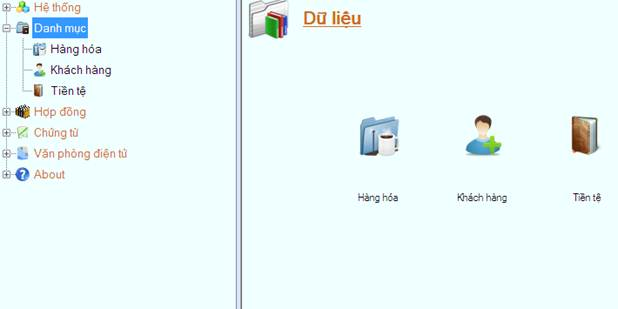 Hệ thống
Danh mục
Hàng hóa
Khách hàng
Tiền tệ
Hợp đồng
Chứng từ
Văn phòng điện tử
About
Dữ liệu
Hàng hóa
Khách hàng
Tiền tệ